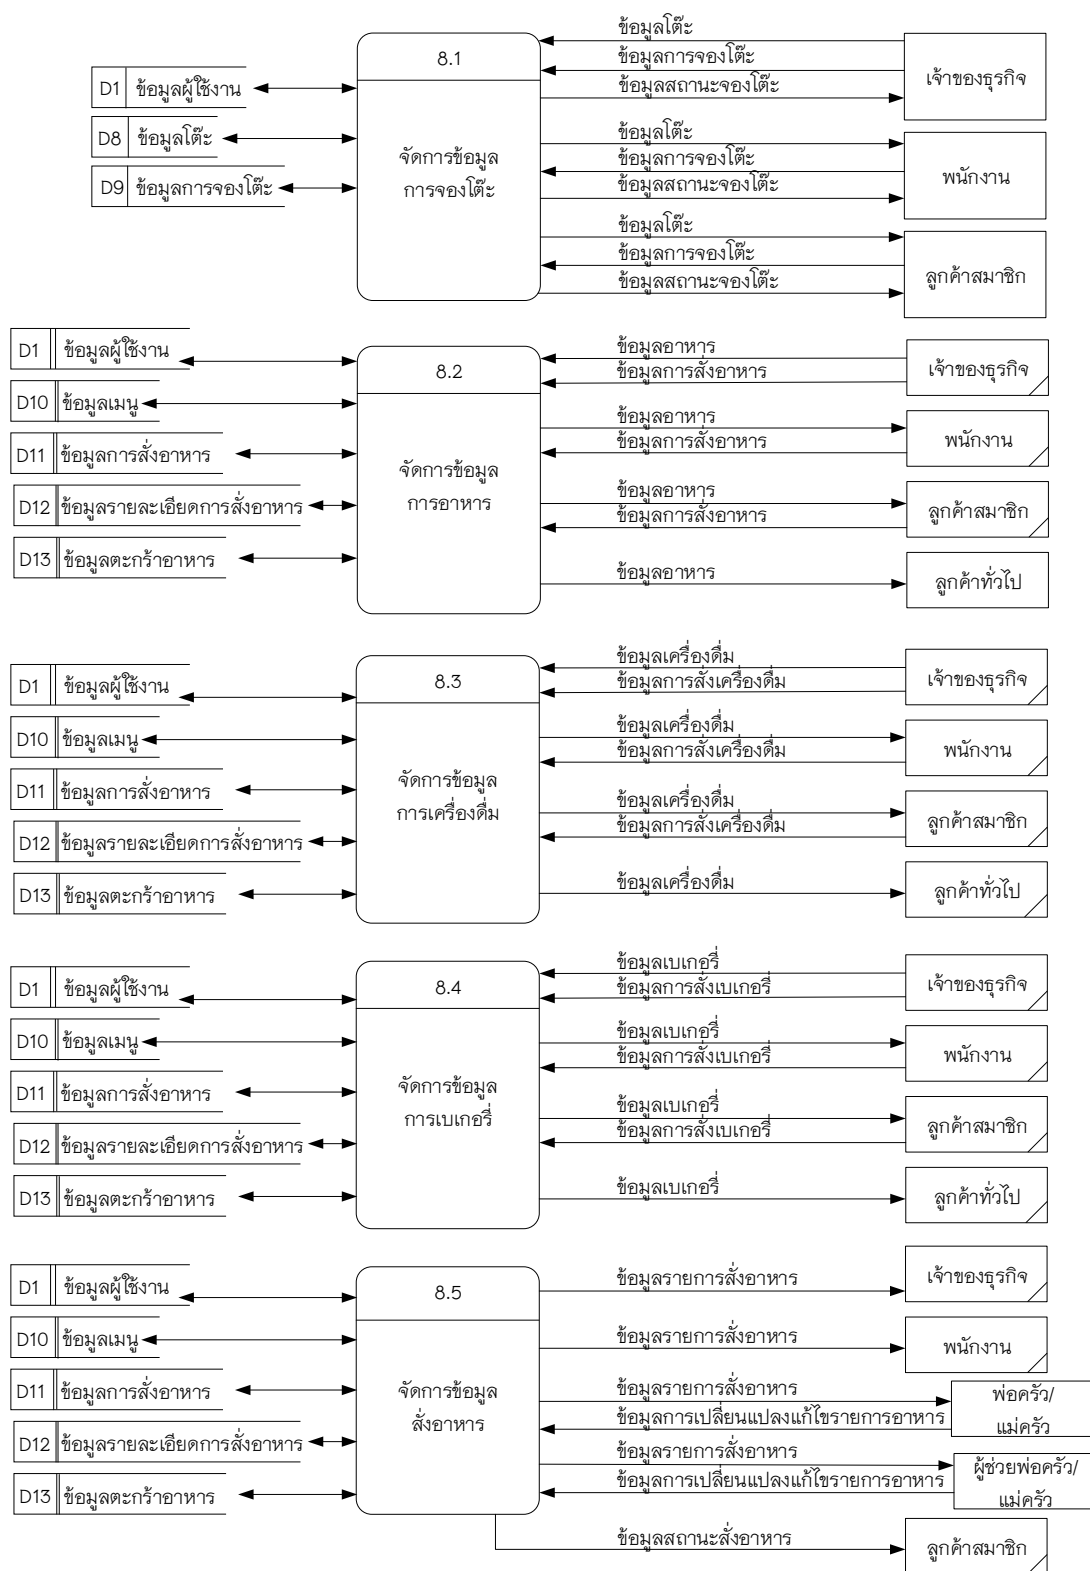 8.1
จัดการข้อมูล
การจองโต๊ะ
D1 ข้อมูลผู้ใช้งาน
D8 ข้อมูลโต๊ะ
D9 ข้อมูลการจองโต๊ะ
ข้อมูลโต๊ะ
ข้อมูลการจองโต๊ะ
ข้อมูลสถานะจองโต๊ะ
เจ้าของธุรกิจ
ข้อมูลโต๊ะ
ข้อมูลการจองโต๊ะ
ข้อมูลสถานะจองโต๊ะ
พนักงาน
ข้อมูลโต๊ะ
ข้อมูลการจองโต๊ะ
ข้อมูลสถานะจองโต๊ะ
ลูกค้าสมาชิก
8.2
จัดการข้อมูล
การอาหาร
D1 ข้อมูลผู้ใช้งาน
D10 ข้อมูลเมนู
D11 ข้อมูลการสั่งอาหาร
D12 ข้อมูลรายละเอียดการสั่งอาหาร
D13 ข้อมูลตะกร้าอาหาร
ข้อมูลอาหาร
ข้อมูลการสั่งอาหาร
เจ้าของธุรกิจ
ข้อมูลอาหาร
ข้อมูลการสั่งอาหาร
พนักงาน
ข้อมูลอาหาร
ข้อมูลการสั่งอาหาร
ลูกค้าสมาชิก
ข้อมูลอาหาร
ลูกค้าทั่วไป
8.3
จัดการข้อมูล
การเครื่องดื่ม
D1 ข้อมูลผู้ใช้งาน
D10 ข้อมูลเมนู
D11 ข้อมูลการสั่งอาหาร
D12 ข้อมูลรายละเอียดการสั่งอาหาร
D13 ข้อมูลตะกร้าอาหาร
ข้อมูลเครื่องดื่ม
ข้อมูลการสั่งเครื่องดื่ม
เจ้าของธุรกิจ
ข้อมูลเครื่องดื่ม
ข้อมูลการสั่งเครื่องดื่ม
พนักงาน
ข้อมูลเครื่องดื่ม
ข้อมูลการสั่งเครื่องดื่ม
ลูกค้าสมาชิก
ข้อมูลเครื่องดื่ม
ลูกค้าทั่วไป
8.4
จัดการข้อมูล
การเบเกอรี่
D1 ข้อมูลผู้ใช้งาน
D10 ข้อมูลเมนู
D11 ข้อมูลการสั่งอาหาร
D12 ข้อมูลรายละเอียดการสั่งอาหาร
D13 ข้อมูลตะกร้าอาหาร
ข้อมูลเบเกอรี่
ข้อมูลการสั่งเบเกอรี่
เจ้าของธุรกิจ
ข้อมูลเบเกอรี่
ข้อมูลการสั่งเบเกอรี่
พนักงาน
ข้อมูลเบเกอรี่
ข้อมูลการสั่งเบเกอรี่
ลูกค้าสมาชิก
ข้อมูลเบเกอรี่
ลูกค้าทั่วไป
8.5
จัดการข้อมูล
สั่งอาหาร
D1 ข้อมูลผู้ใช้งาน
D10 ข้อมูลเมนู
D11 ข้อมูลการสั่งอาหาร
D12 ข้อมูลรายละเอียดการสั่งอาหาร
D13 ข้อมูลตะกร้าอาหาร
ข้อมูลรายการสั่งอาหาร
เจ้าของธุรกิจ
ข้อมูลรายการสั่งอาหาร
พนักงาน
ข้อมูลรายการสั่งอาหาร
ข้อมูลการเปลี่ยนแปลงแก้ไขรายการอาหาร
พ่อครัว/
แม่ครัว
ข้อมูลรายการสั่งอาหาร
ข้อมูลการเปลี่ยนแปลงแก้ไขรายการอาหาร
ผู้ช่วยพ่อครัว/
แม่ครัว
ข้อมูลสถานะสั่งอาหาร
ลูกค้าสมาชิก